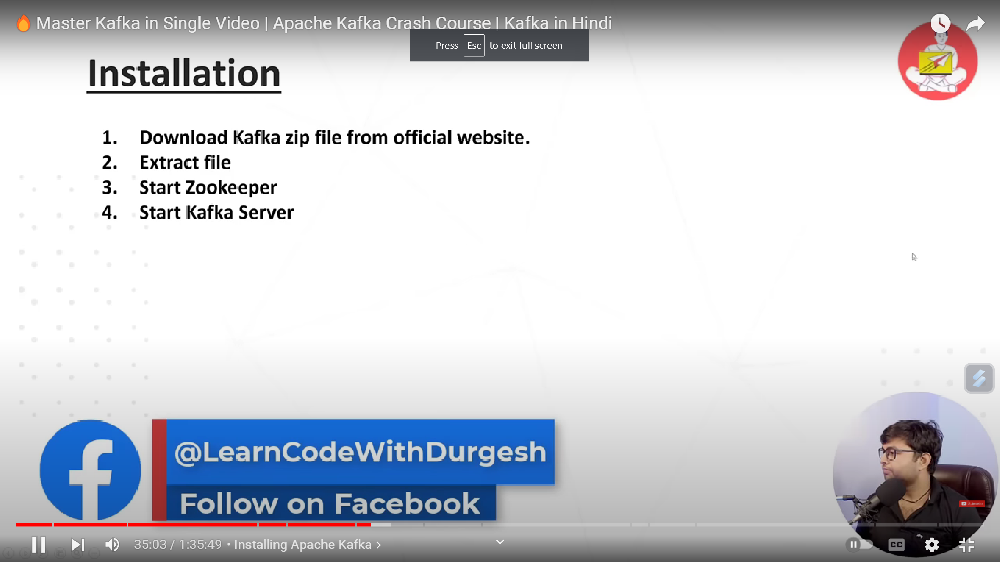 🔥 Master Kafka in Single Video | Apache Kafka Crash Course | Kafka in Hindi
Press Esc to exit full screen
Installation
1. Download Kafka zip file from official website.
2. Extract file
3. Start Zookeeper
4. Start Kafka Server
@LearnCodeWithDurgesh
Follow on Facebook
Subscribe
35:03 / 1:35:49 • Installing Apache Kafka >
CC